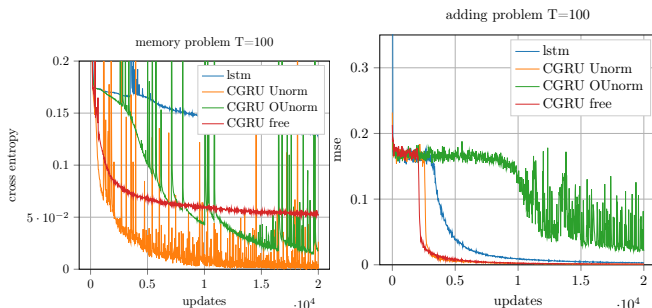 memory problem T=100
cross entropy
0.2
0.15
0.1
5 · 10⁻²
0
lstm
CGRU Unorm
CGRU OUnorm
CGRU free
0 0.5 1 1.5 2
updates
·10⁴
adding problem T=100
mse
0.3
0.2
0.1
0
lstm
CGRU Unorm
CGRU OUnorm
CGRU free
0 0.5 1 1.5 2
updates
·10⁴